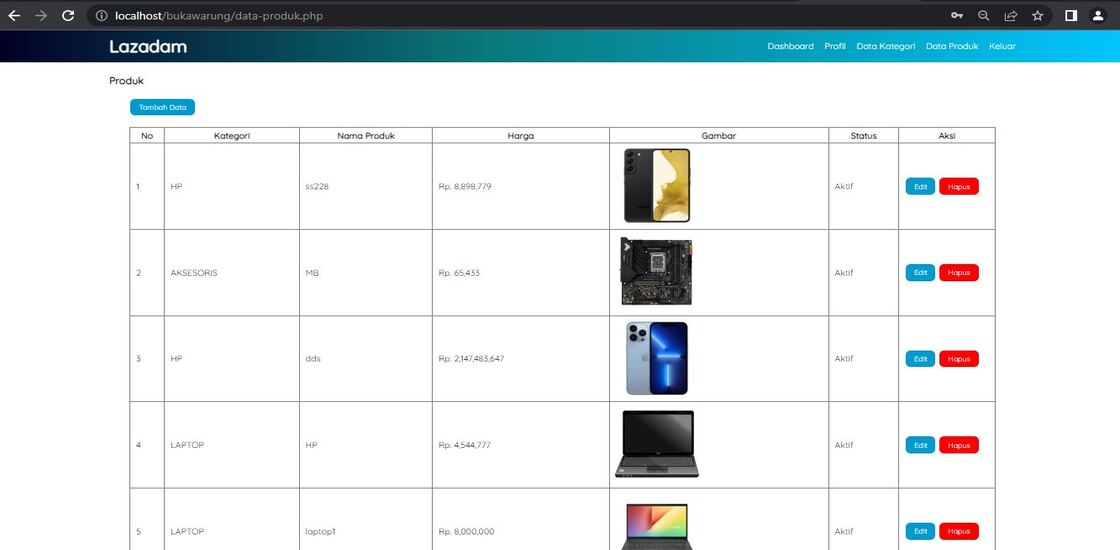 localhost/bukawarung/data-produk.php
Lazadam
Dashboard Profil Data Kategori Data Produk Keluar
Produk
Tambah Data
No Kategori Nama Produk Harga Gambar Status Aksi
1 HP ss228 Rp. 8,898,779 Aktif Edit Hapus
2 AKSESORIS MB Rp. 65,433 Aktif Edit Hapus
3 HP dds Rp. 2,147,483,647 Aktif Edit Hapus
4 LAPTOP HP Rp. 4,544,777 Aktif Edit Hapus
5 LAPTOP laptop1 Rp. 8,000,000 Aktif Edit Hapus